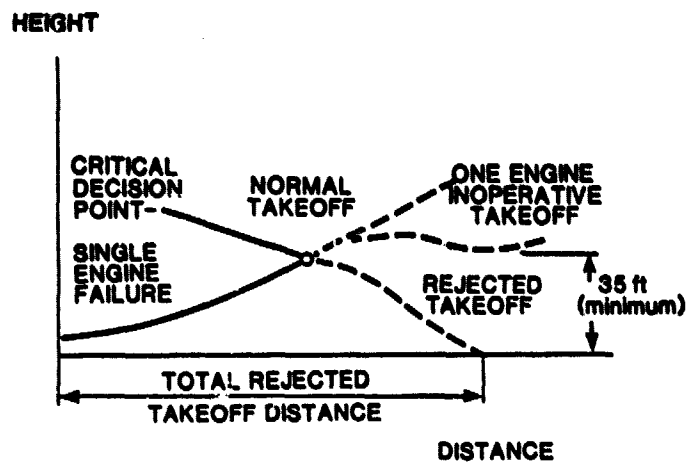 HEIGHT
CRITICAL
DECISION
POINT-
NORMAL
TAKEOFF
ONE ENGINE
INOPERATIVE
TAKEOFF
SINGLE
ENGINE
FAILURE
REJECTED
TAKEOFF
35 ft
(minimum)
TOTAL REJECTED
TAKEOFF DISTANCE
DISTANCE